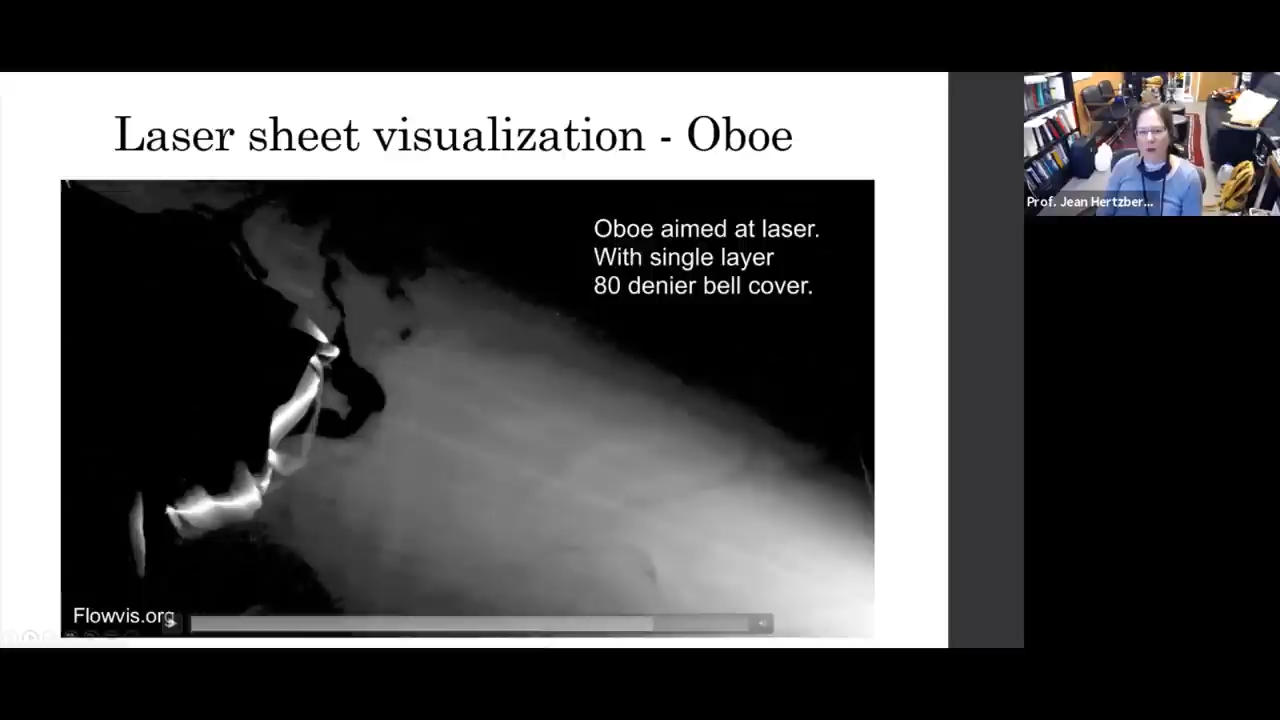 Laser sheet visualization - Oboe
Oboe aimed at laser.
With single layer
80 denier bell cover.
Flowvis.org
Prof. Jean Hertzber...